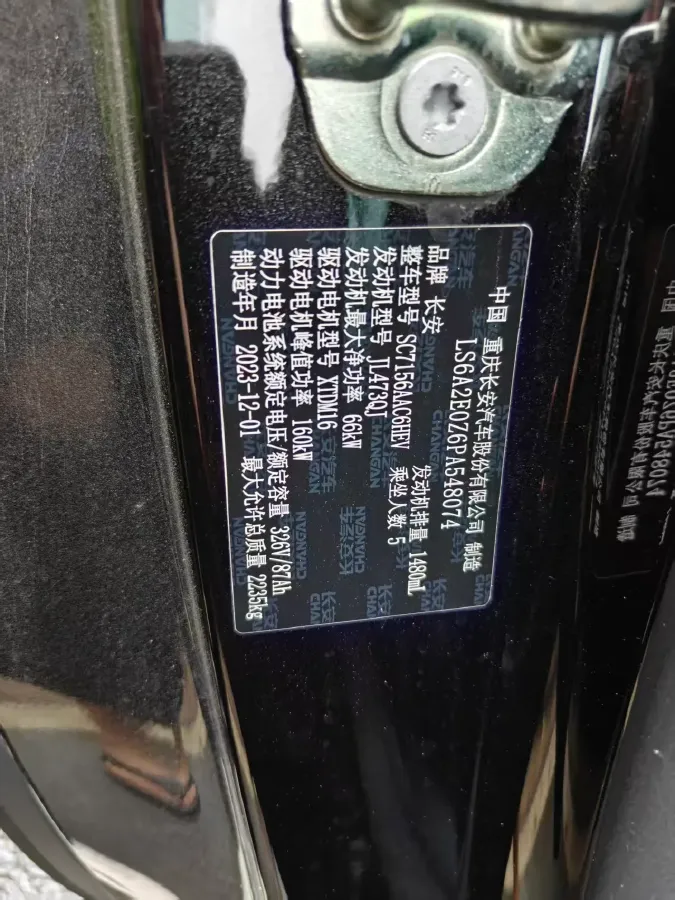 中国 重庆长安汽车股份有限公司 制造
LS6A2E0Z6PA548074
品牌 长安
整车型号 SC7156AAC6HEV 发动机排量 1480mL
发动机型号 JL473QJ 乘坐人数 5
发动机最大净功率 66kW
驱动电机型号 XTDM16
驱动电机峰值功率 160kW
动力电池系统额定电压/额定容量 326V/87Ah
制造年月 2023-12-01 最大允许总质量 2235kg
长安汽车
CHANGAN